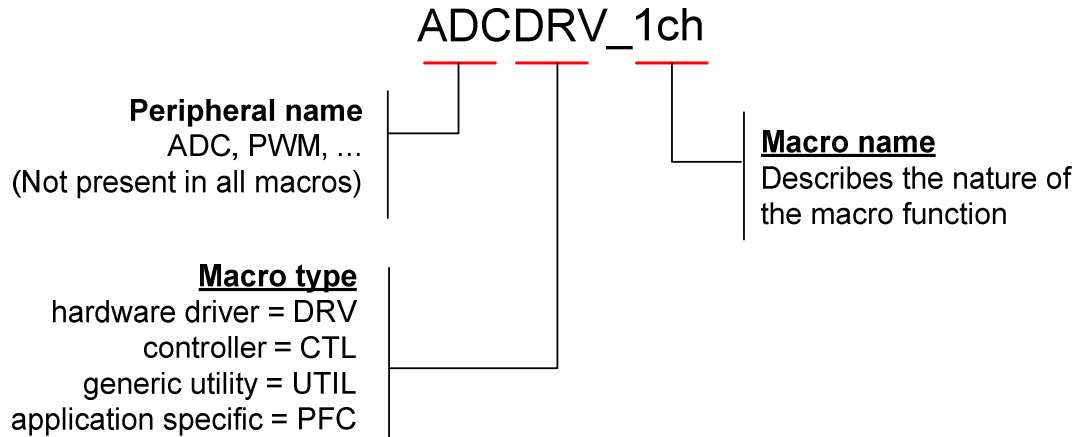 ADCDRV_1ch
Peripheral name
ADC, PWM, ...
(Not present in all macros)
Macro name
Describes the nature of
the macro function
Macro type
hardware driver = DRV
controller = CTL
generic utility = UTIL
application specific = PFC